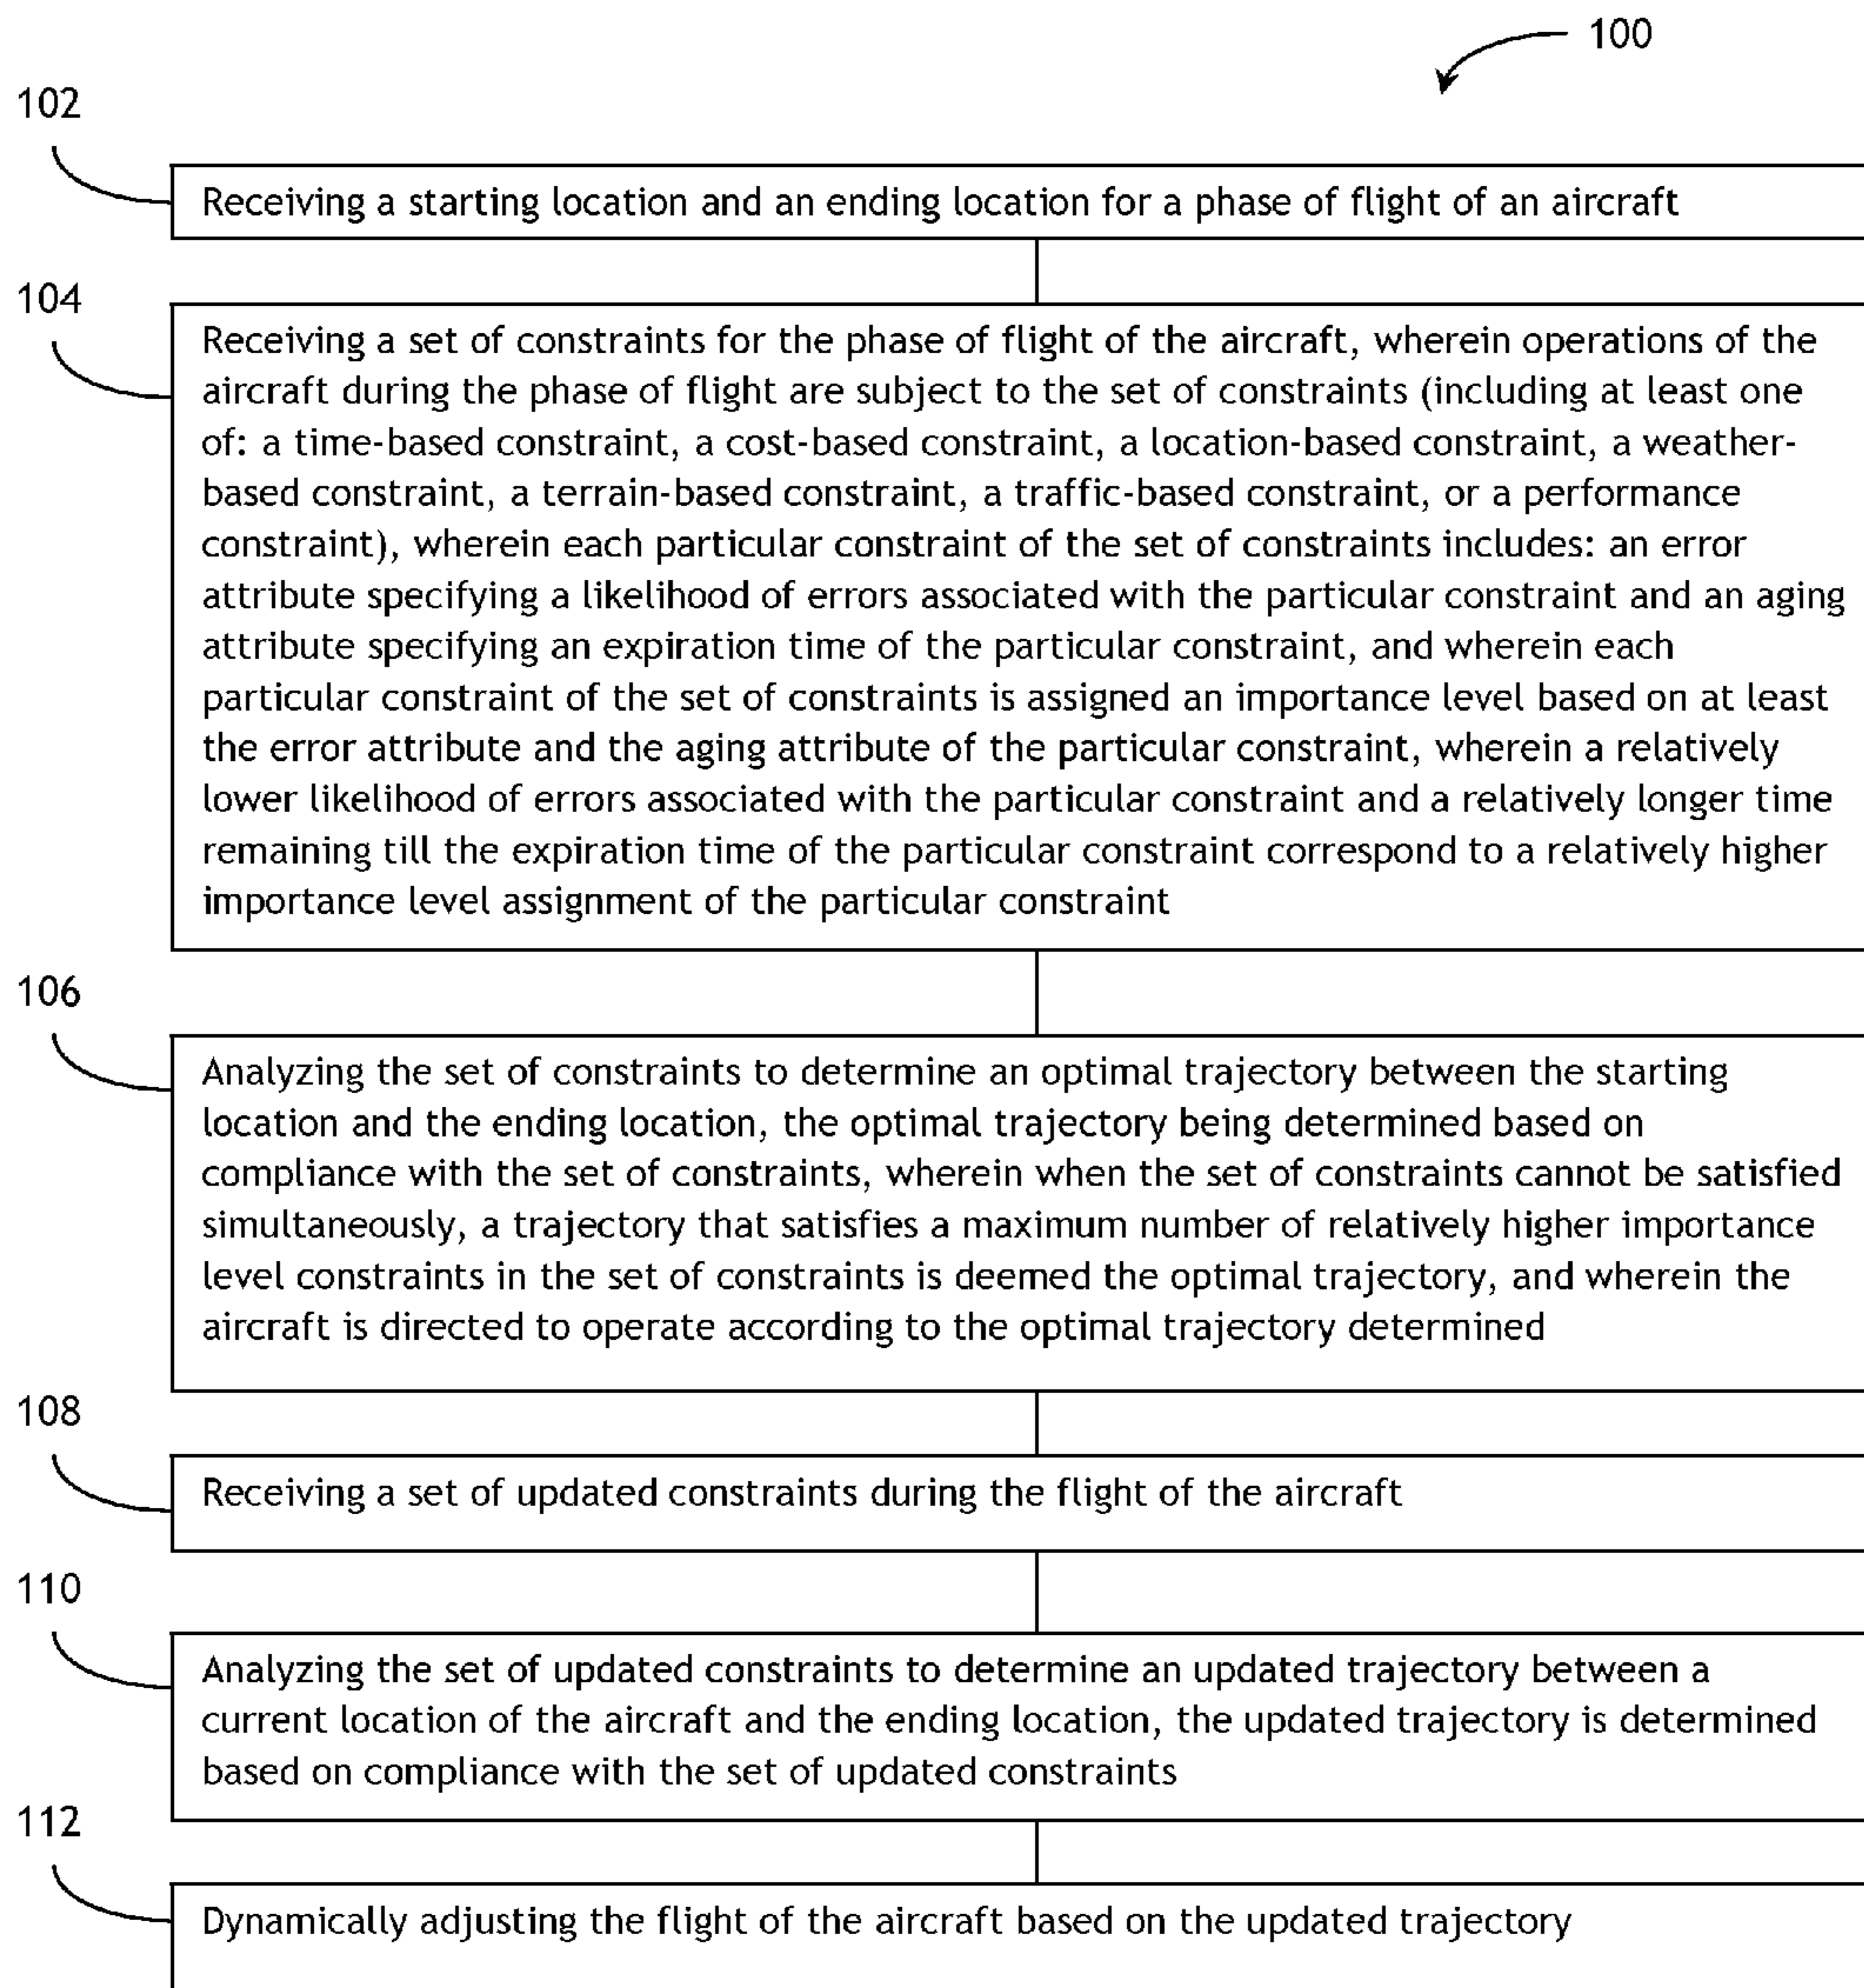 100
102
Receiving a starting location and an ending location for a phase of flight of an aircraft
104
Receiving a set of constraints for the phase of flight of the aircraft, wherein operations of the
aircraft during the phase of flight are subject to the set of constraints (including at least one
of: a time-based constraint, a cost-based constraint, a location-based constraint, a weather-
based constraint, a terrain-based constraint, a traffic-based constraint, or a performance
constraint), wherein each particular constraint of the set of constraints includes: an error
attribute specifying a likelihood of errors associated with the particular constraint and an aging
attribute specifying an expiration time of the particular constraint, and wherein each
particular constraint of the set of constraints is assigned an importance level based on at least
the error attribute and the aging attribute of the particular constraint, wherein a relatively
lower likelihood of errors associated with the particular constraint and a relatively longer time
remaining till the expiration time of the particular constraint correspond to a relatively higher
importance level assignment of the particular constraint
106
Analyzing the set of constraints to determine an optimal trajectory between the starting
location and the ending location, the optimal trajectory being determined based on
compliance with the set of constraints, wherein when the set of constraints cannot be satisfied
simultaneously, a trajectory that satisfies a maximum number of relatively higher importance
level constraints in the set of constraints is deemed the optimal trajectory, and wherein the
aircraft is directed to operate according to the optimal trajectory determined
108
Receiving a set of updated constraints during the flight of the aircraft
110
Analyzing the set of updated constraints to determine an updated trajectory between a
current location of the aircraft and the ending location, the updated trajectory is determined
based on compliance with the set of updated constraints
112
Dynamically adjusting the flight of the aircraft based on the updated trajectory